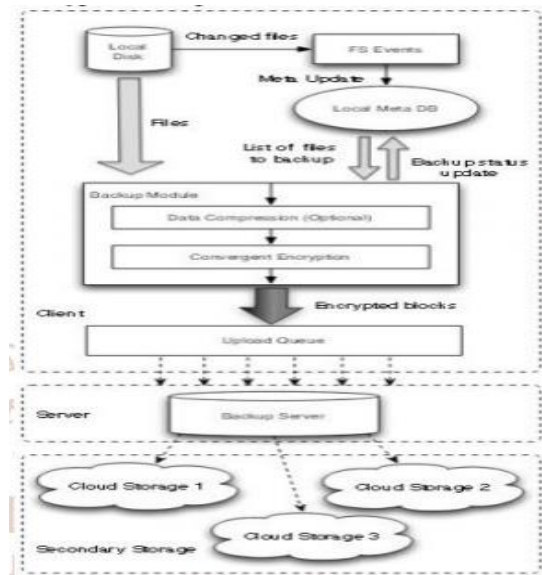 Local
Disk
Changed files
FS Events
Meta Update
Local Meta DB
Files
List of files
to backup
Backup status
update
Backup Module
Data Compression (Optional)
Convergent Encryption
Encrypted blocks
Client
Upload Queue
Server
Backup Server
Cloud Storage 1
Cloud Storage 2
Cloud Storage 3
Secondary Storage